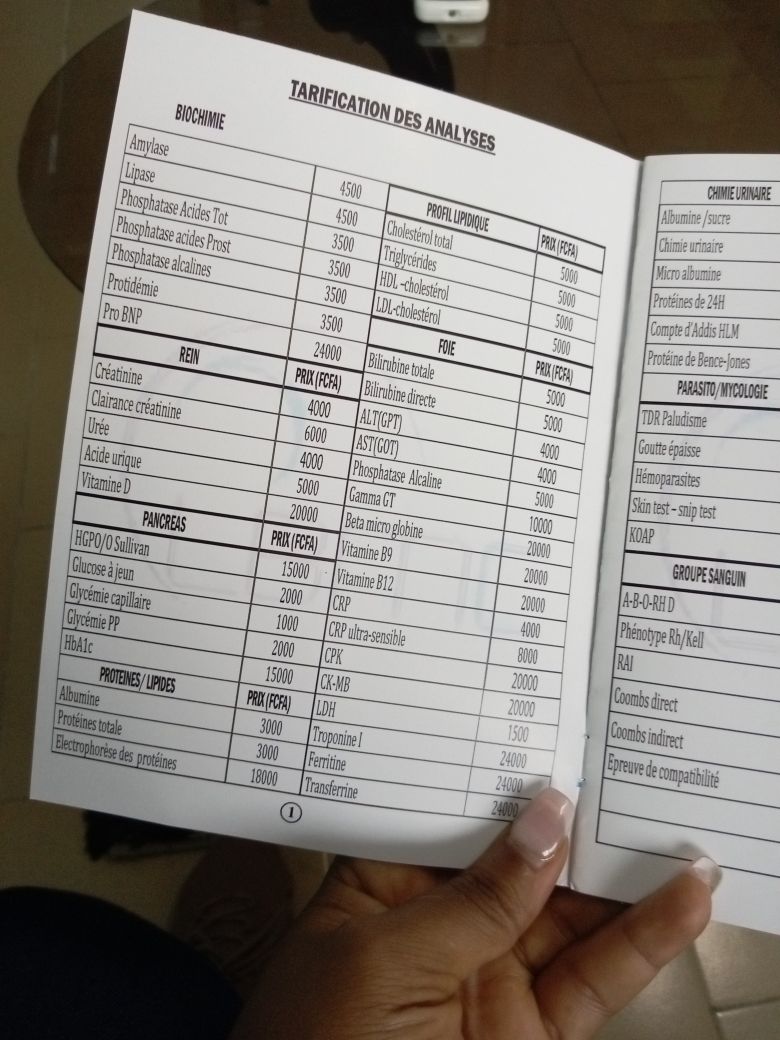 TARIFICATION DES ANALYSES
BIOCHIMIE
Amylase 4500
Lipase 4500
Phosphatase Acides Tot 3500
Phosphatase acides Prost 3500
Phosphatase alcalines 3500
Protidémie 3500
Pro BNP 24000
REIN PRIX (FCFA)
Créatinine 4000
Clairance créatinine 6000
Urée 4000
Acide urique 5000
Vitamine D 20000
PANCREAS PRIX (FCFA)
HGPO/O Sullivan 15000
Glucose à jeun 2000
Glycémie capillaire 1000
Glycémie PP 2000
HbA1c 15000
PROTEINES/ LIPIDES PRIX (FCFA)
Albumine 3000
Protéines totale 3000
Electrophorèse des protéines 18000
PROFIL LIPIDIQUE PRIX (FCFA)
Cholestérol total 5000
Triglycérides 5000
HDL -cholestérol 5000
LDL-cholestérol 5000
FOIE PRIX (FCFA)
Bilirubine totale 5000
Bilirubine directe 5000
ALT(GPT) 4000
AST(GOT) 4000
Phosphatase Alcaline 5000
Gamma GT 10000
Beta micro globine 20000
Vitamine B9 20000
Vitamine B12 20000
CRP 4000
CRP ultra-sensible 8000
CPK 20000
CK-MB 20000
LDH 1500
Troponine I 24000
Ferritine 24000
Transferrine 24000
1
CHIMIE URINAIRE
Albumine /sucre
Chimie urinaire
Micro albumine
Protéines de 24H
Compte d'Addis HLM
Protéine de Bence-Jones
PARASITO/MYCOLOGIE
TDR Paludisme
Goutte épaisse
Hémoparasites
Skin test – snip test
KOAP
GROUPE SANGUIN
A-B-O-RH D
Phénotype Rh/Kell
RAI
Coombs direct
Coombs indirect
Epreuve de compatibilité